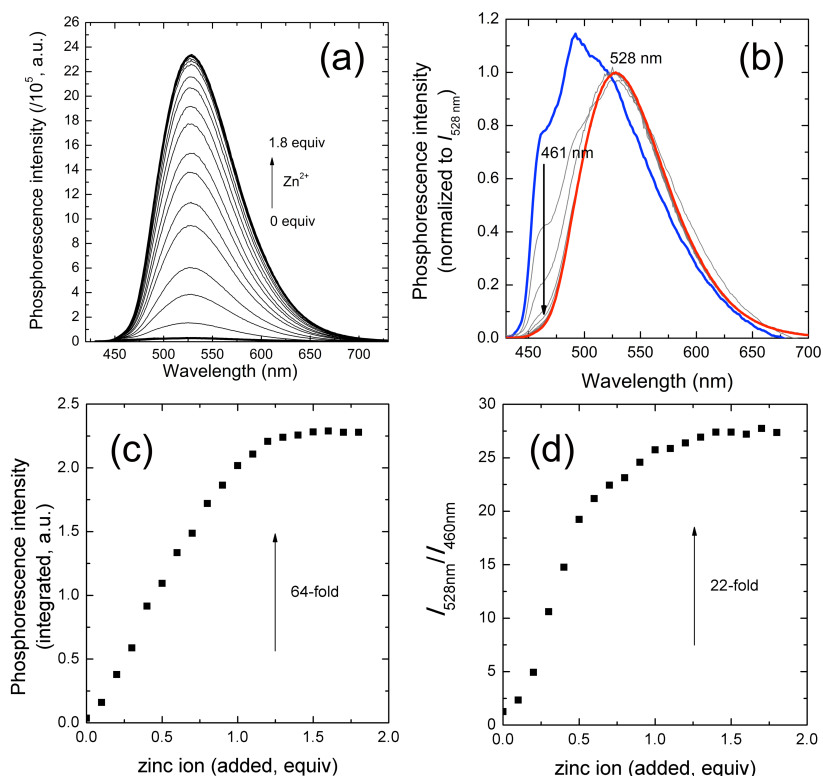 (a)
Phosphorescence intensity (/10⁵, a.u.)
26
24
22
20
18
16
14
12
10
8
6
4
2
0
1.8 equiv
Zn²⁺
0 equiv
450 500 550 600 650 700
Wavelength (nm)
(b)
Phosphorescence intensity
(normalized to I₅₂₈ ₙₘ)
1.2
1.0
0.8
0.6
0.4
0.2
0.0
528 nm
461 nm
500 550 600 650 700
Wavelength (nm)
(c)
Phosphorescence intensity
(integrated, a.u.)
2.5
2.0
1.5
1.0
0.5
0.0
64-fold
0.0 0.5 1.0 1.5 2.0
zinc ion (added, equiv)
(d)
I₅₂₈ₙₘ/I₄₆₀ₙₘ
30
25
20
15
10
5
0
22-fold
0.0 0.5 1.0 1.5 2.0
zinc ion (added, equiv)